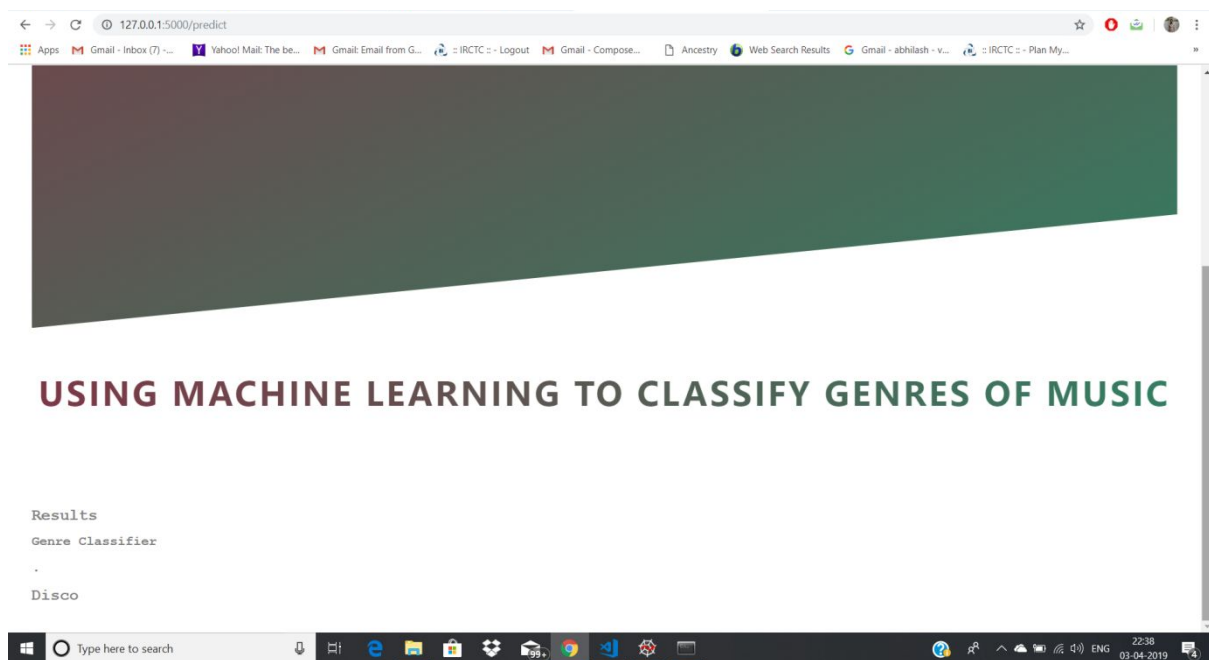 127.0.0.1:5000/predict
Apps Gmail - Inbox (7) -... Yahoo! Mail: The be... Gmail: Email from G... :: IRCTC :: - Logout Gmail - Compose... Ancestry Web Search Results Gmail - abhilash - v... :: IRCTC :: - Plan My... »
USING MACHINE LEARNING TO CLASSIFY GENRES OF MUSIC
Results
Genre Classifier
.
Disco
Type here to search 99+ ENG 22:38
03-04-2019 4